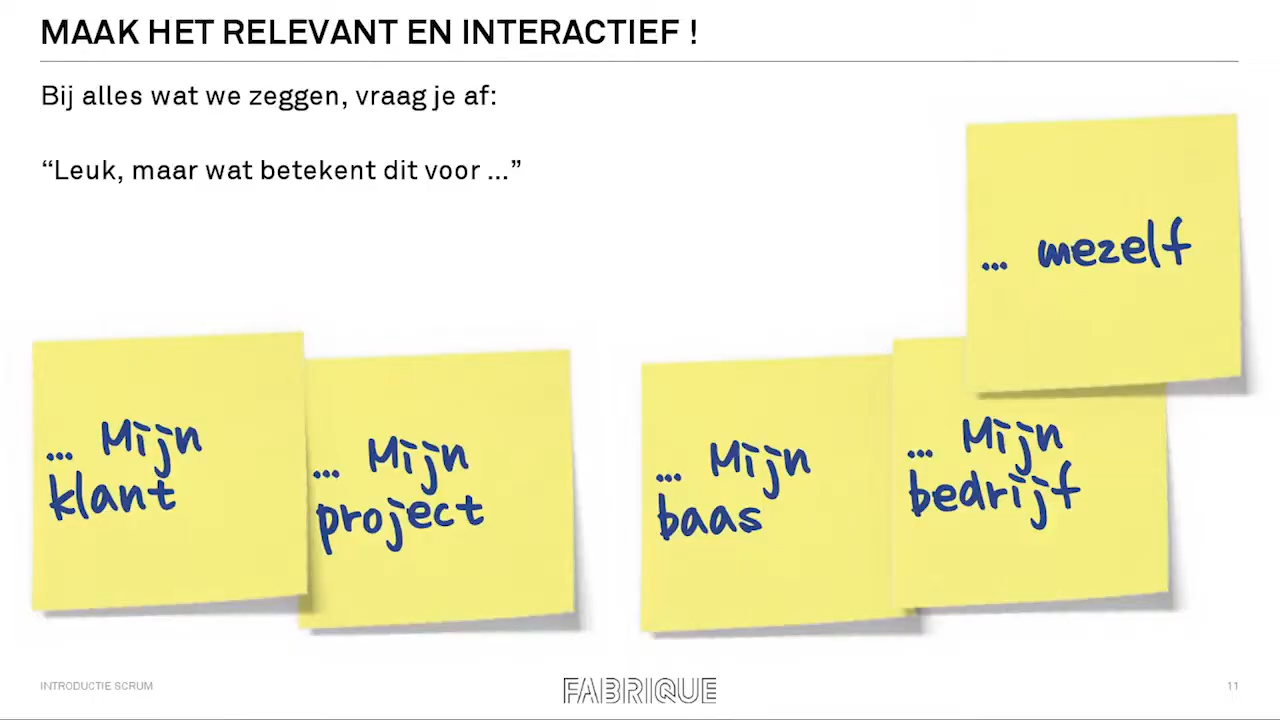 MAAK HET RELEVANT EN INTERACTIEF !
Bij alles wat we zeggen, vraag je af:
“Leuk, maar wat betekent dit voor ...”
... mezelf
... Mijn
klant
... Mijn
project
... Mijn
baas
... Mijn
bedrijf
INTRODUCTIE SCRUM
FABRIQUE
11